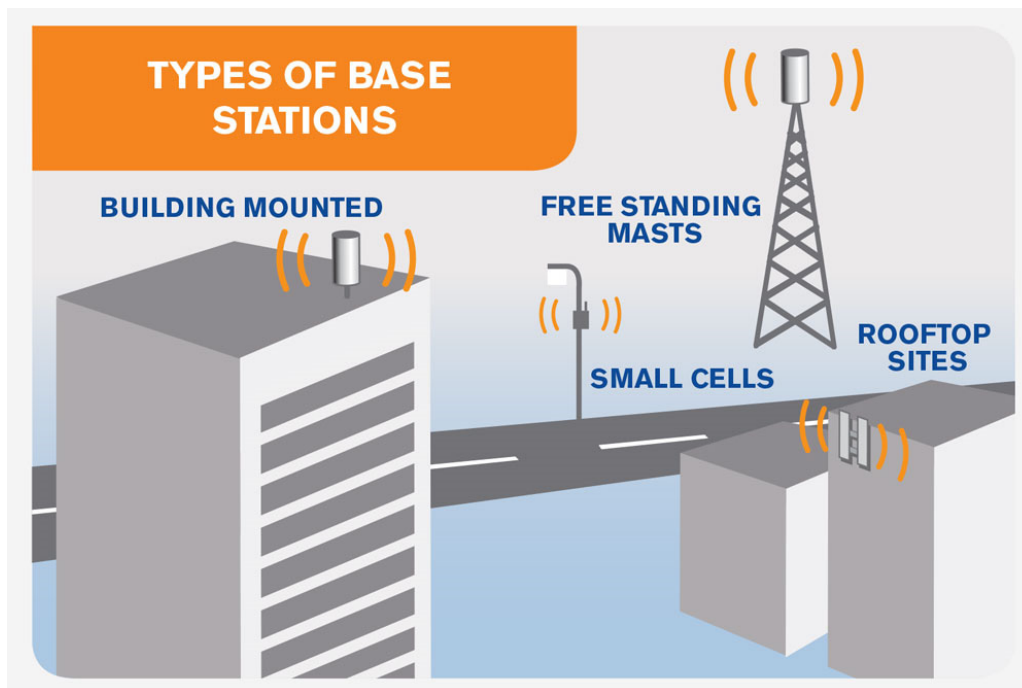 TYPES OF BASE
STATIONS
BUILDING MOUNTED
FREE STANDING
MASTS
SMALL CELLS
ROOFTOP
SITES